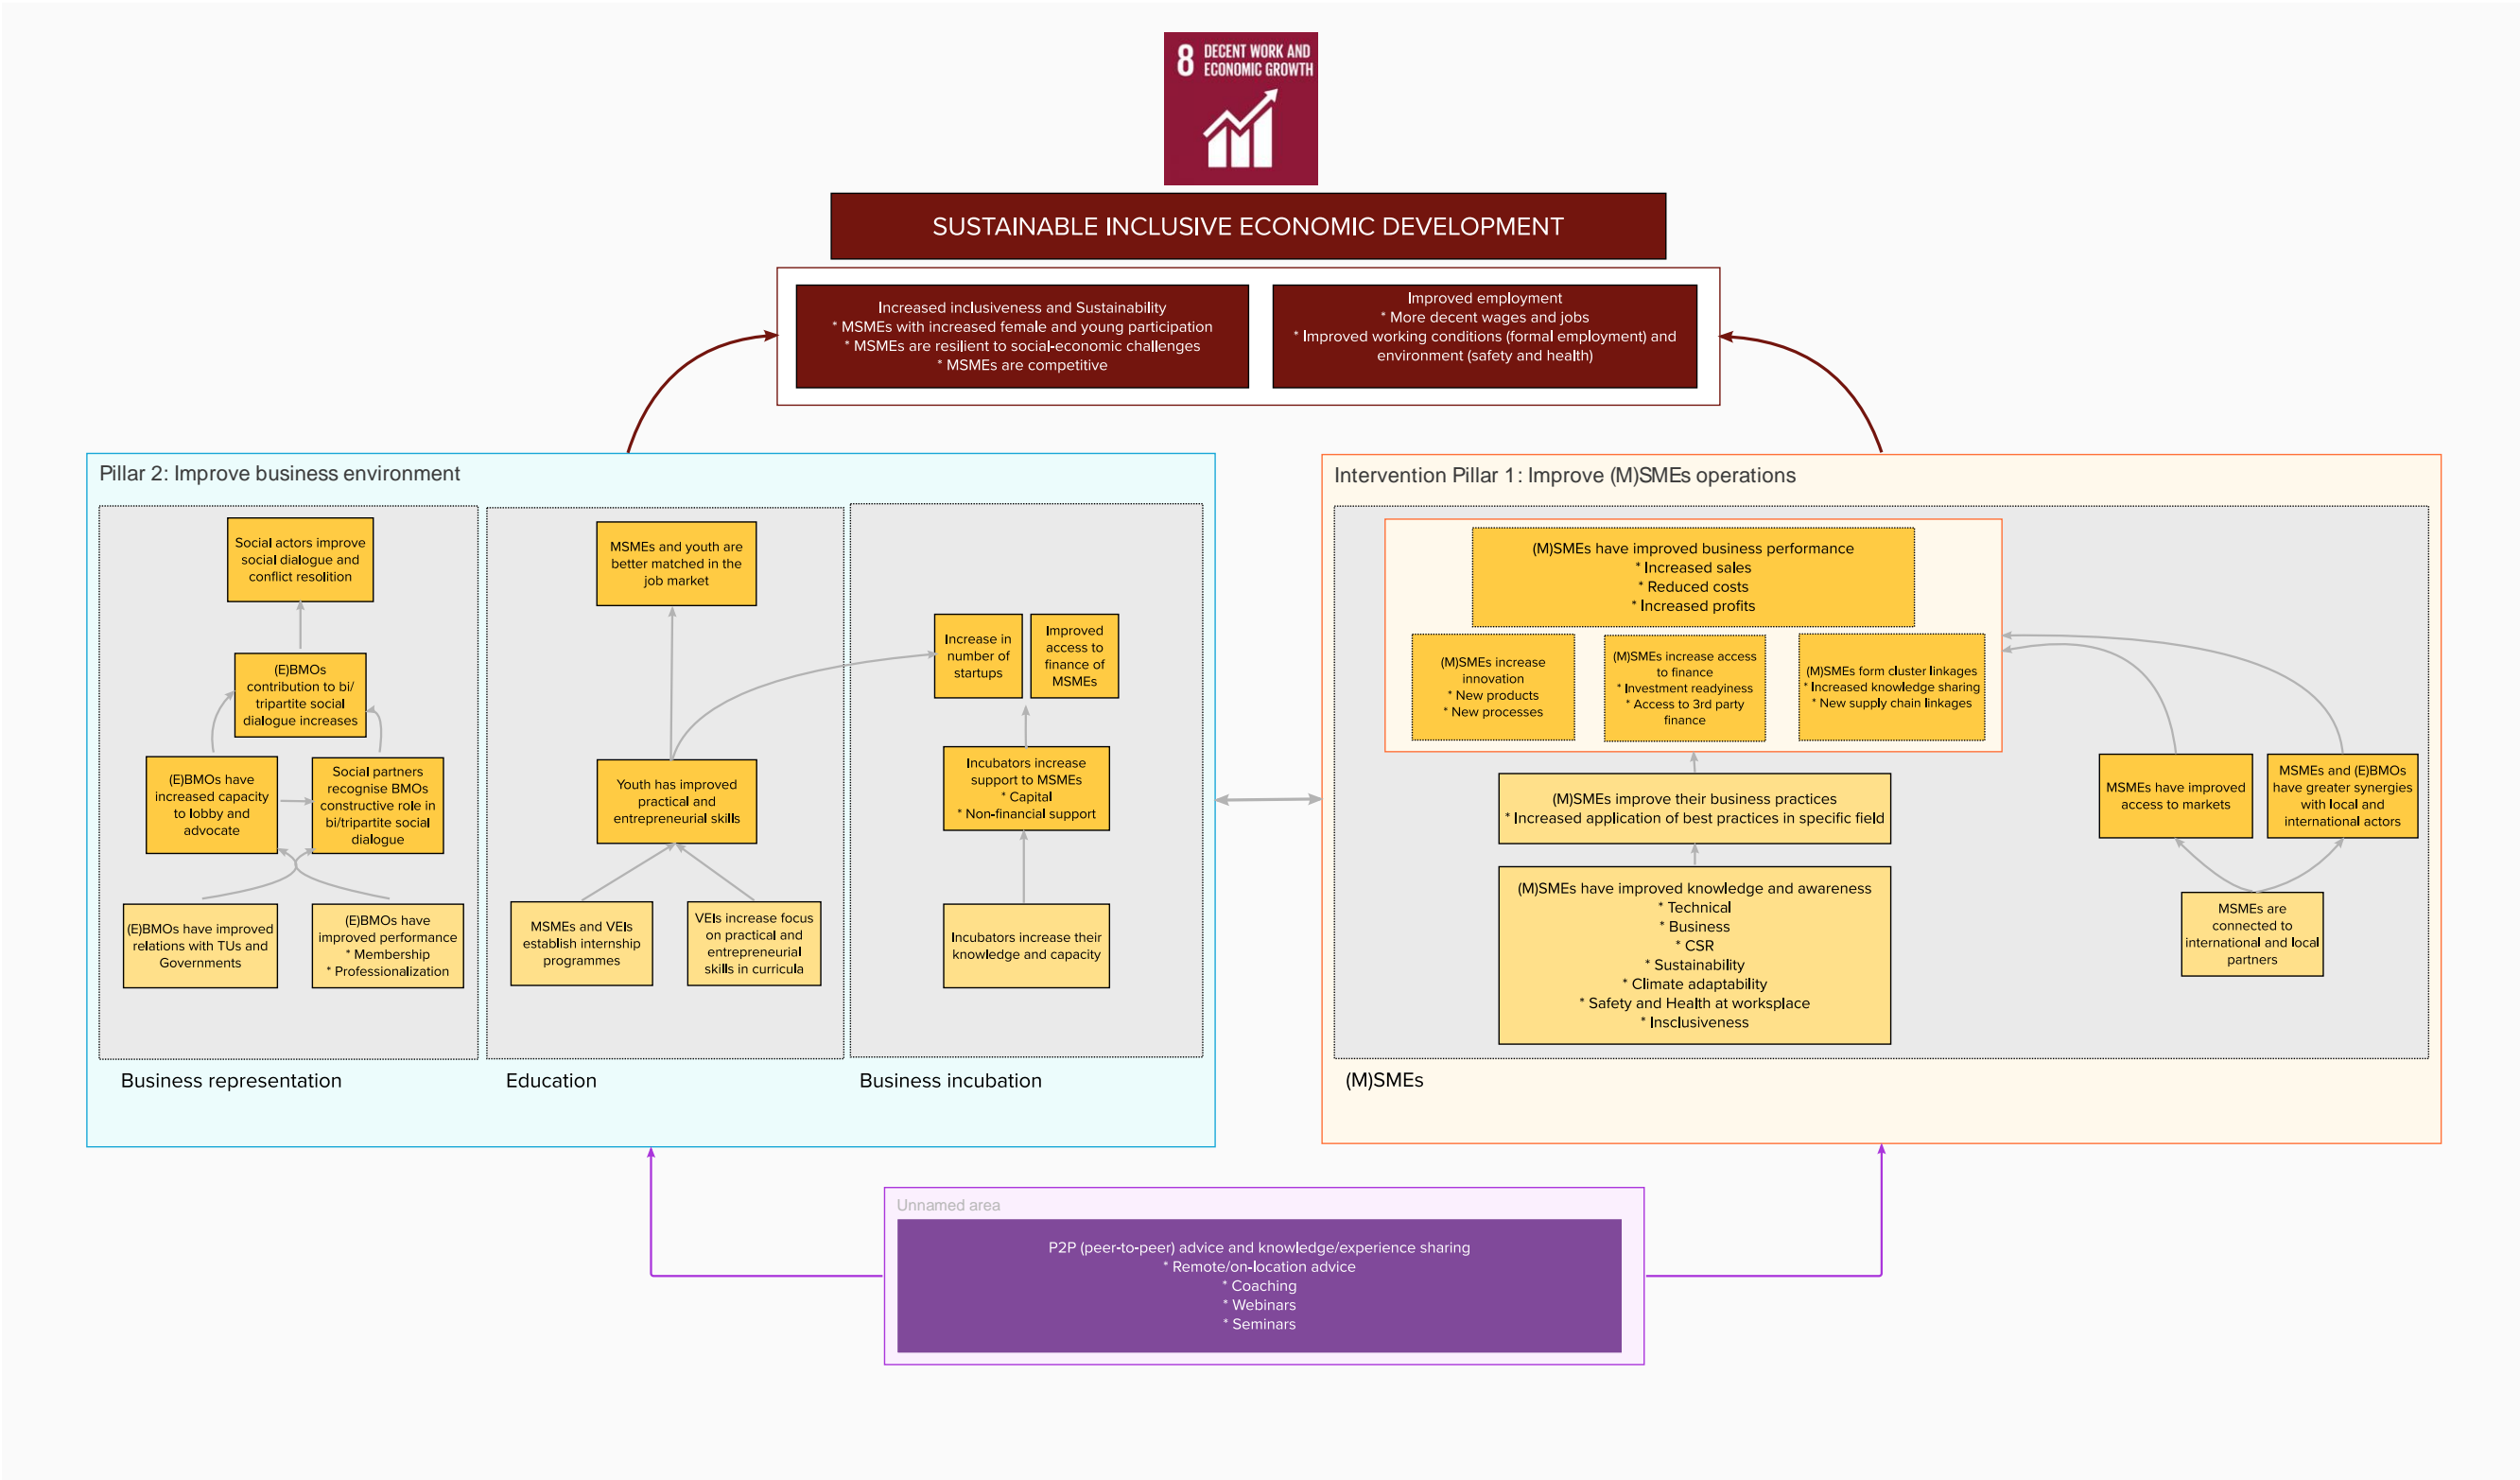 8 DECENT WORK AND
ECONOMIC GROWTH
SUSTAINABLE INCLUSIVE ECONOMIC DEVELOPMENT
Increased inclusiveness and Sustainability
* MSMEs with increased female and young participation
* MSMEs are resilient to social-economic challenges
* MSMEs are competitive
Improved employment
* More decent wages and jobs
* Improved working conditions (formal employment) and
environment (safety and health)
Pillar 2: Improve business environment
Social actors improve
social dialogue and
conflict resolition
(E)BMOs
contribution to bi/
tripartite social
dialogue increases
(E)BMOs have
increased capacity
to lobby and
advocate
Social partners
recognise BMOs
constructive role in
bi/tripartite social
dialogue
(E)BMOs have improved
relations with TUs and
Governments
(E)BMOs have
improved performance
* Membership
* Professionalization
Business representation
MSMEs and youth are
better matched in the
job market
Youth has improved
practical and
entrepreneurial skills
MSMEs and VEIs
establish internship
programmes
VEIs increase focus
on practical and
entrepreneurial
skills in curricula
Education
Increase in
number of
startups
Improved
access to
finance of
MSMEs
Incubators increase
support to MSMEs
* Capital
* Non-financial support
Incubators increase their
knowledge and capacity
Business incubation
Intervention Pillar 1: Improve (M)SMEs operations
(M)SMEs have improved business performance
* Increased sales
* Reduced costs
* Increased profits
(M)SMEs increase
innovation
* New products
* New processes
(M)SMEs increase access
to finance
* Investment readyiness
* Access to 3rd party
finance
(M)SMEs form cluster linkages
* Increased knowledge sharing
* New supply chain linkages
(M)SMEs improve their business practices
* Increased application of best practices in specific field
(M)SMEs have improved knowledge and awareness
* Technical
* Business
* CSR
* Sustainability
* Climate adaptability
* Safety and Health at worksplace
* Insclusiveness
MSMEs have improved
access to markets
MSMEs and (E)BMOs
have greater synergies
with local and
international actors
MSMEs are
connected to
international and local
partners
(M)SMEs
Unnamed area
P2P (peer-to-peer) advice and knowledge/experience sharing
* Remote/on-location advice
* Coaching
* Webinars
* Seminars